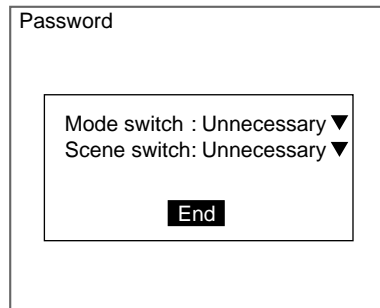 Password
Mode switch : Unnecessary ▼
Scene switch: Unnecessary ▼
End